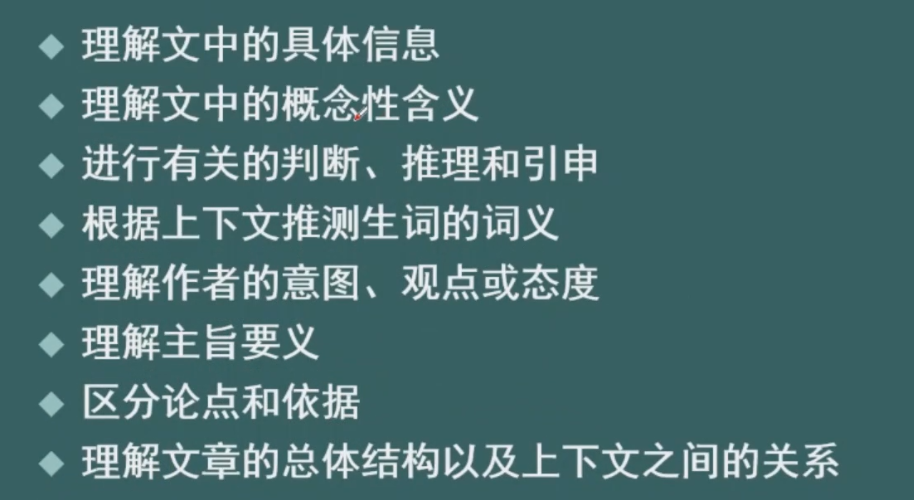 理解文中的具体信息
理解文中的概念性含义
进行有关的判断、推理和引申
根据上下文推测生词的词义
理解作者的意图、观点或态度
理解主旨要义
区分论点和依据
理解文章的总体结构以及上下文之间的关系